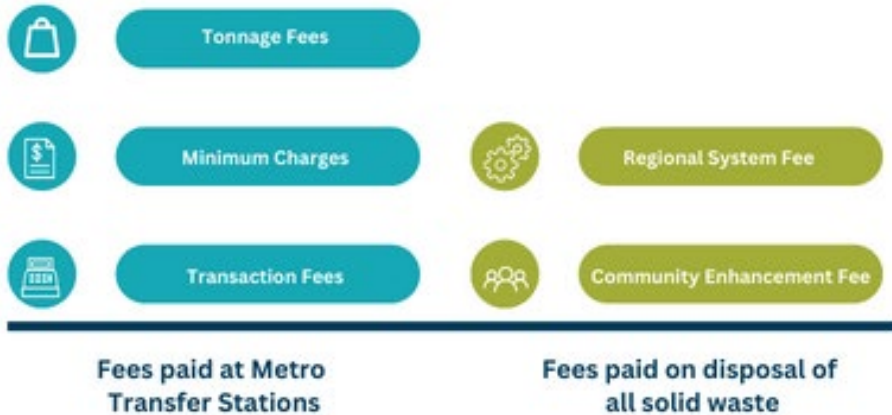 Tonnage Fees
$
Minimum Charges
Regional System Fee
Transaction Fees
Community Enhancement Fee
Fees paid at Metro
Transfer Stations
Fees paid on disposal of
all solid waste